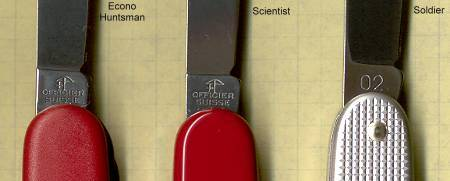 Econo
Huntsman
Scientist
Soldier
OFFICIER
SUISSE
OFFICIER
SUISSE
02